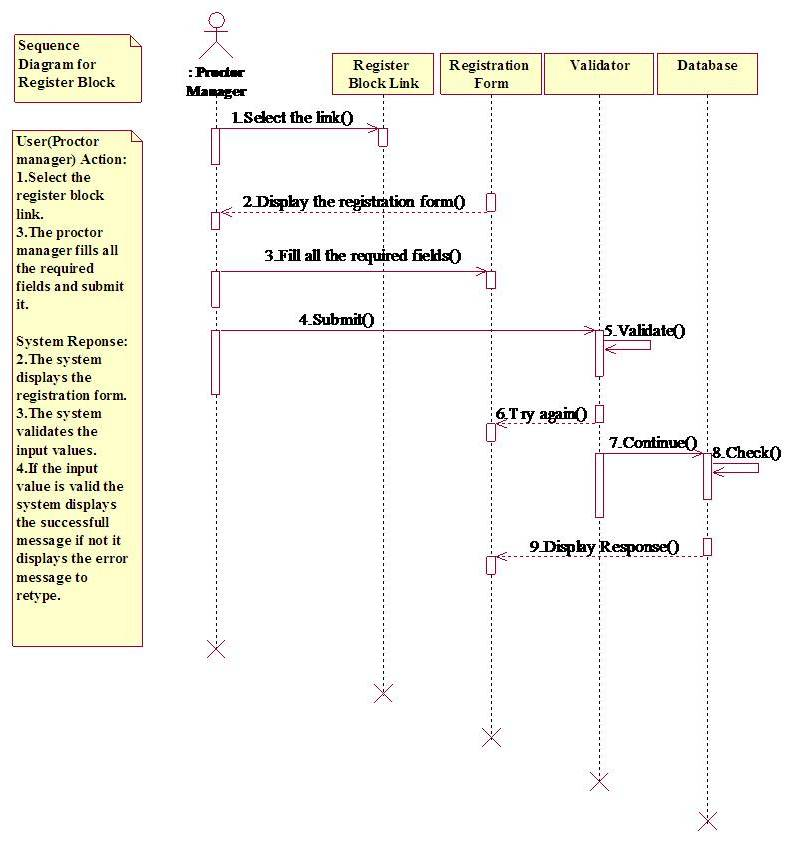 Sequence
Diagram for
Register Block
: Proctor
Manager
Register
Block Link
Registration
Form
Validator
Database
User(Proctor
manager) Action:
1.Select the
register block
link.
3.The proctor
manager fills all
the required
fields and submit
it.
System Reponse:
2.The system
displays the
registration form.
3.The system
validates the
input values.
4.If the input
value is valid the
system displays
the successfull
message if not it
displays the error
message to
retype.
1.Select the link()
2.Display the registration form()
3.Fill all the required fields()
4.Submit()
5.Validate()
6.Try again()
7.Continue()
8.Check()
9.Display Response()